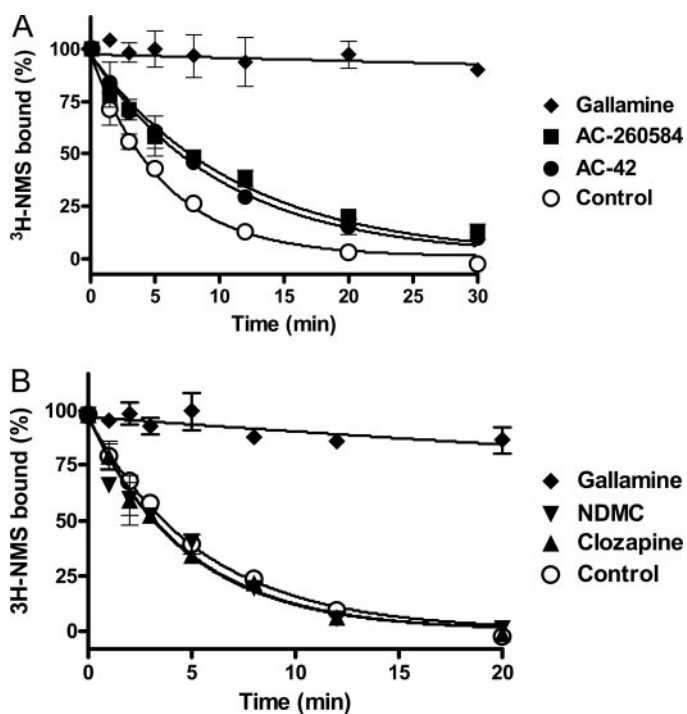 A
³H-NMS bound (%)
100
75
50
25
0
0 5 10 15 20 25 30
Time (min)
Gallamine
AC-260584
AC-42
Control
B
3H-NMS bound (%)
100
75
50
25
0
0 5 10 15 20
Time (min)
Gallamine
NDMC
Clozapine
Control